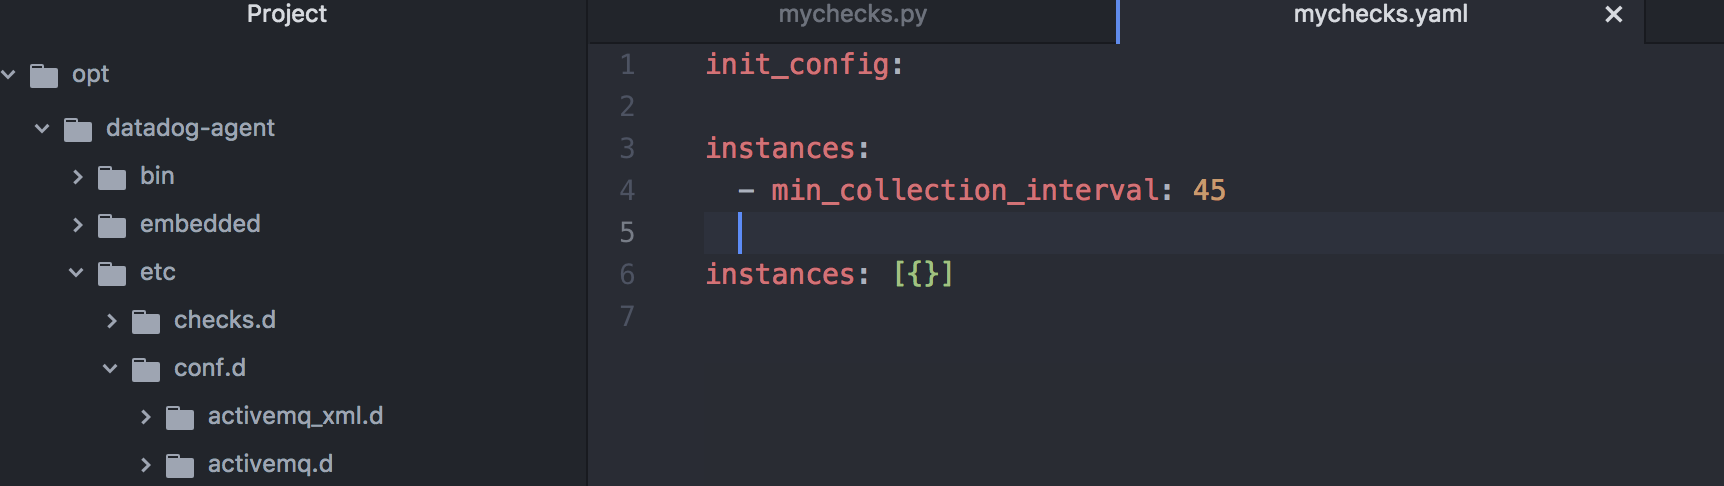 Project
opt
datadog-agent
bin
embedded
etc
checks.d
conf.d
activemq_xml.d
activemq.d
mychecks.py
mychecks.yaml
1 init_config:
2
3 instances:
4 - min_collection_interval: 45
5
6 instances: [{}]
7